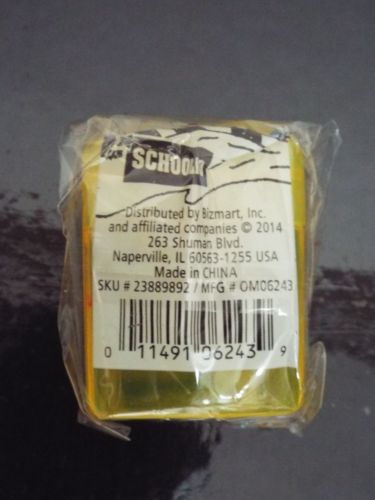 SCHOOL
Distributed by Bizmart, Inc.
and affiliated companies © 2014
263 Shuman Blvd.
Naperville, IL 60563-1255 USA
Made in CHINA
SKU # 23889892 / MFG # OM06243
0 11491 06243 9